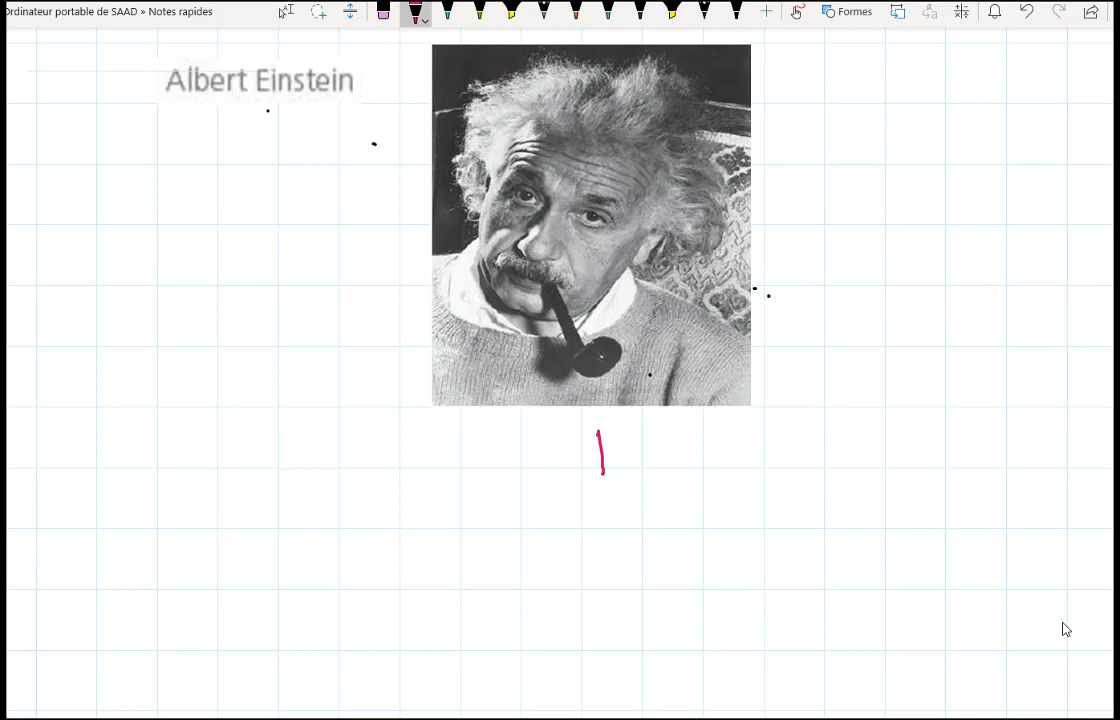 Ordinateur portable de SAAD » Notes rapides
Formes
Albert Einstein